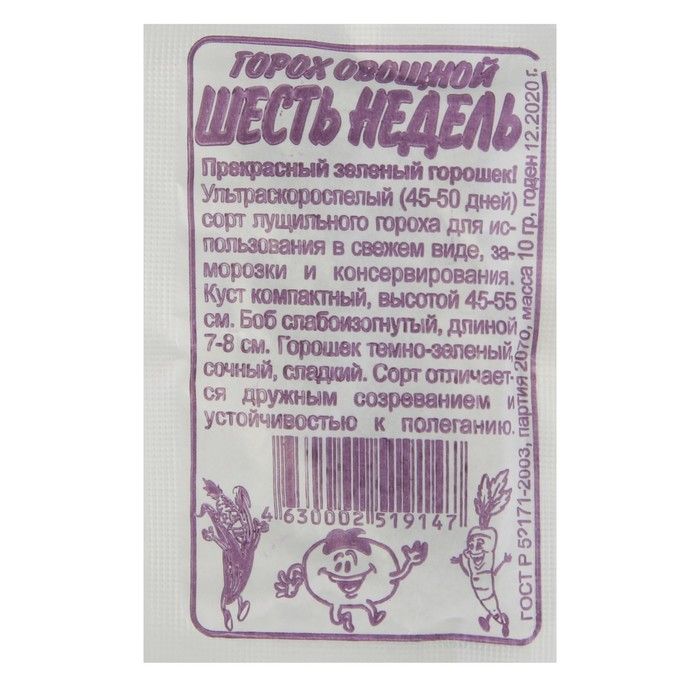 ГОРОХ ОВОЩНОЙ
ШЕСТЬ НЕДЕЛЬ
Прекрасный зеленый горошек!
Ультраскороспелый (45-50 дней)
сорт лущильного гороха для ис-
пользования в свежем виде, за-
морозки и консервирования.
Куст компактный, высотой 45-55
см. Боб слабоизогнутый, длиной
7-8 см. Горошек темно-зеленый,
сочный, сладкий. Сорт отличает-
ся дружным созреванием и
устойчивостью к полеганию.
4 630002 519147
ГОСТ Р 52171-2003, партия 207о, масса 10 гр, годен 12.2020 г.